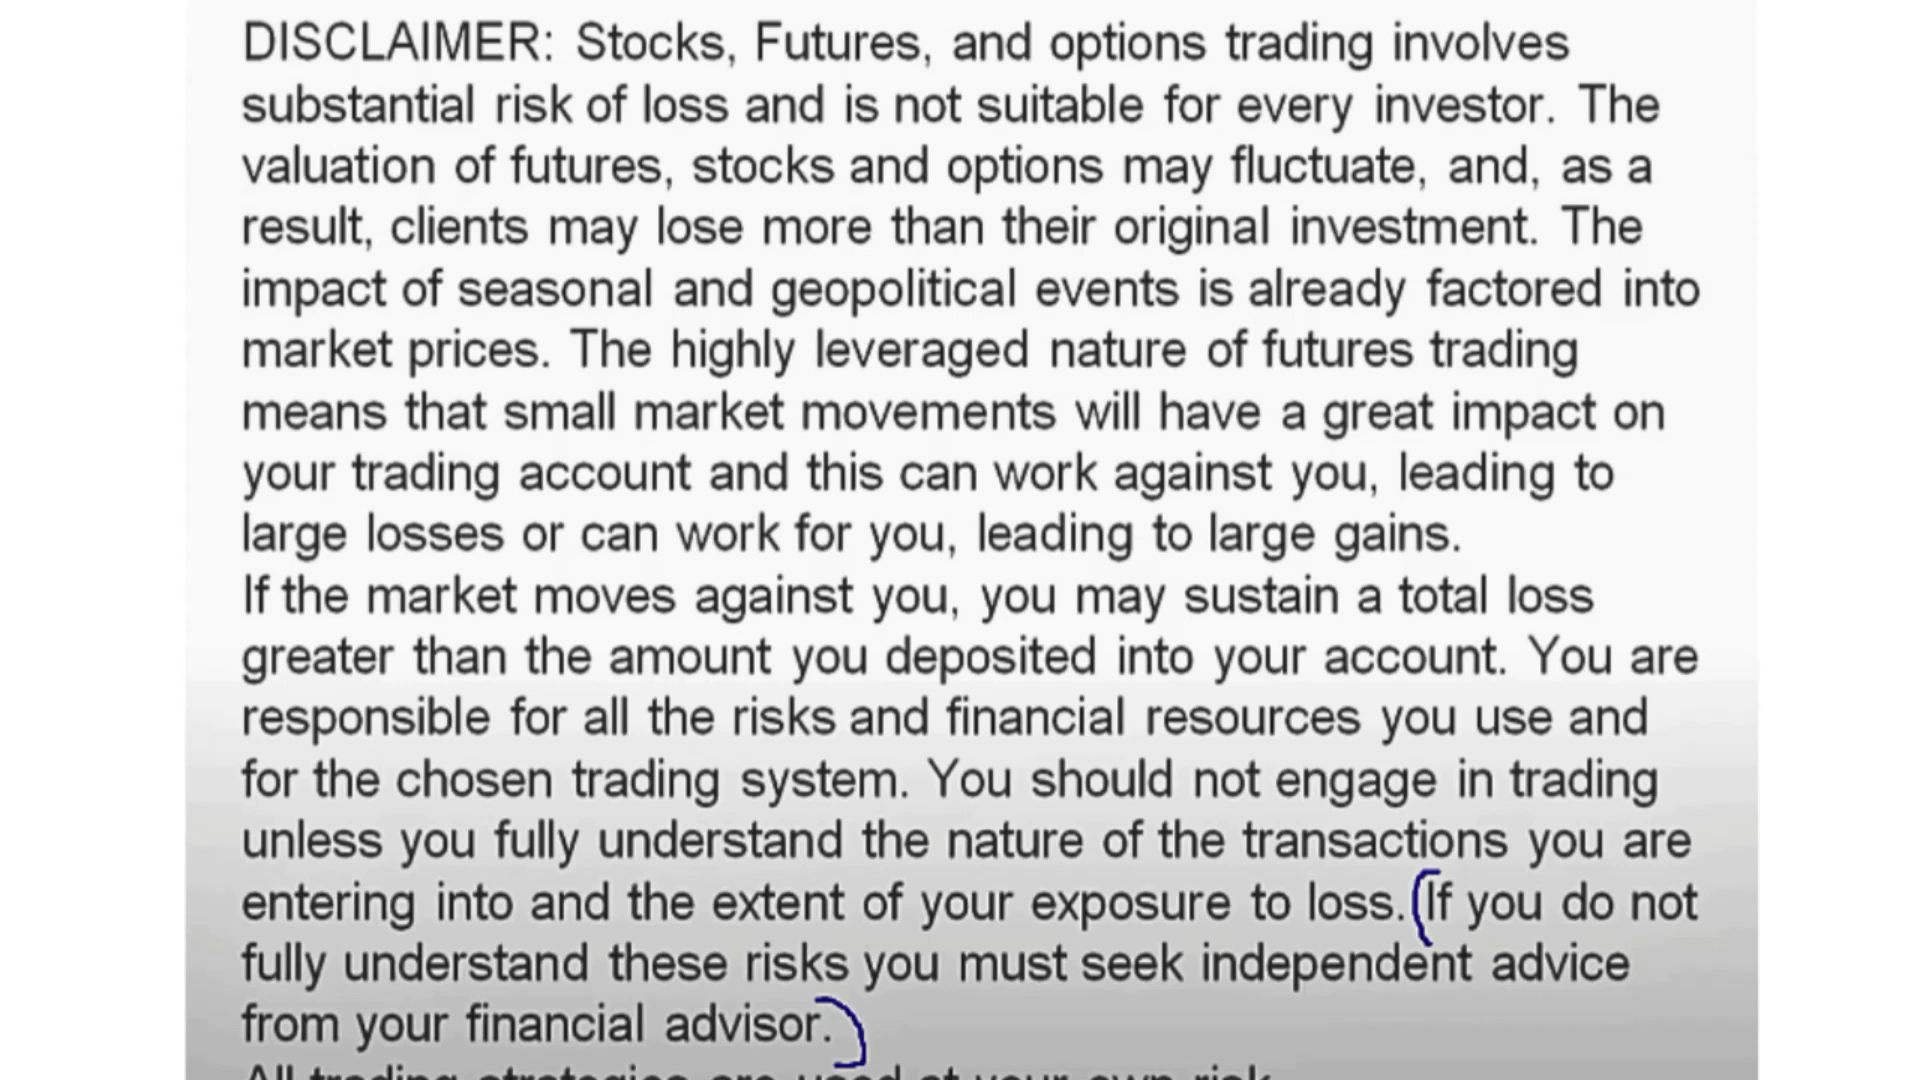 DISCLAIMER: Stocks, Futures, and options trading involves
substantial risk of loss and is not suitable for every investor. The
valuation of futures, stocks and options may fluctuate, and, as a
result, clients may lose more than their original investment. The
impact of seasonal and geopolitical events is already factored into
market prices. The highly leveraged nature of futures trading
means that small market movements will have a great impact on
your trading account and this can work against you, leading to
large losses or can work for you, leading to large gains.
If the market moves against you, you may sustain a total loss
greater than the amount you deposited into your account. You are
responsible for all the risks and financial resources you use and
for the chosen trading system. You should not engage in trading
unless you fully understand the nature of the transactions you are
entering into and the extent of your exposure to loss. (If you do not
fully understand these risks you must seek independent advice
from your financial advisor.)
All trading strategies are used at your own risk